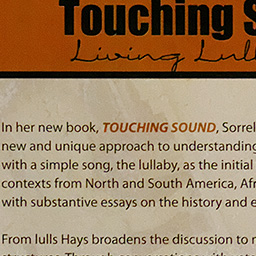 Touching S
Living Lull
In her new book, TOUCHING SOUND, Sorrel
new and unique approach to understanding
with a simple song, the lullaby, as the initial
contexts from North and South America, Afr
with substantive essays on the history and e
From lulls Hays broadens the discussion to